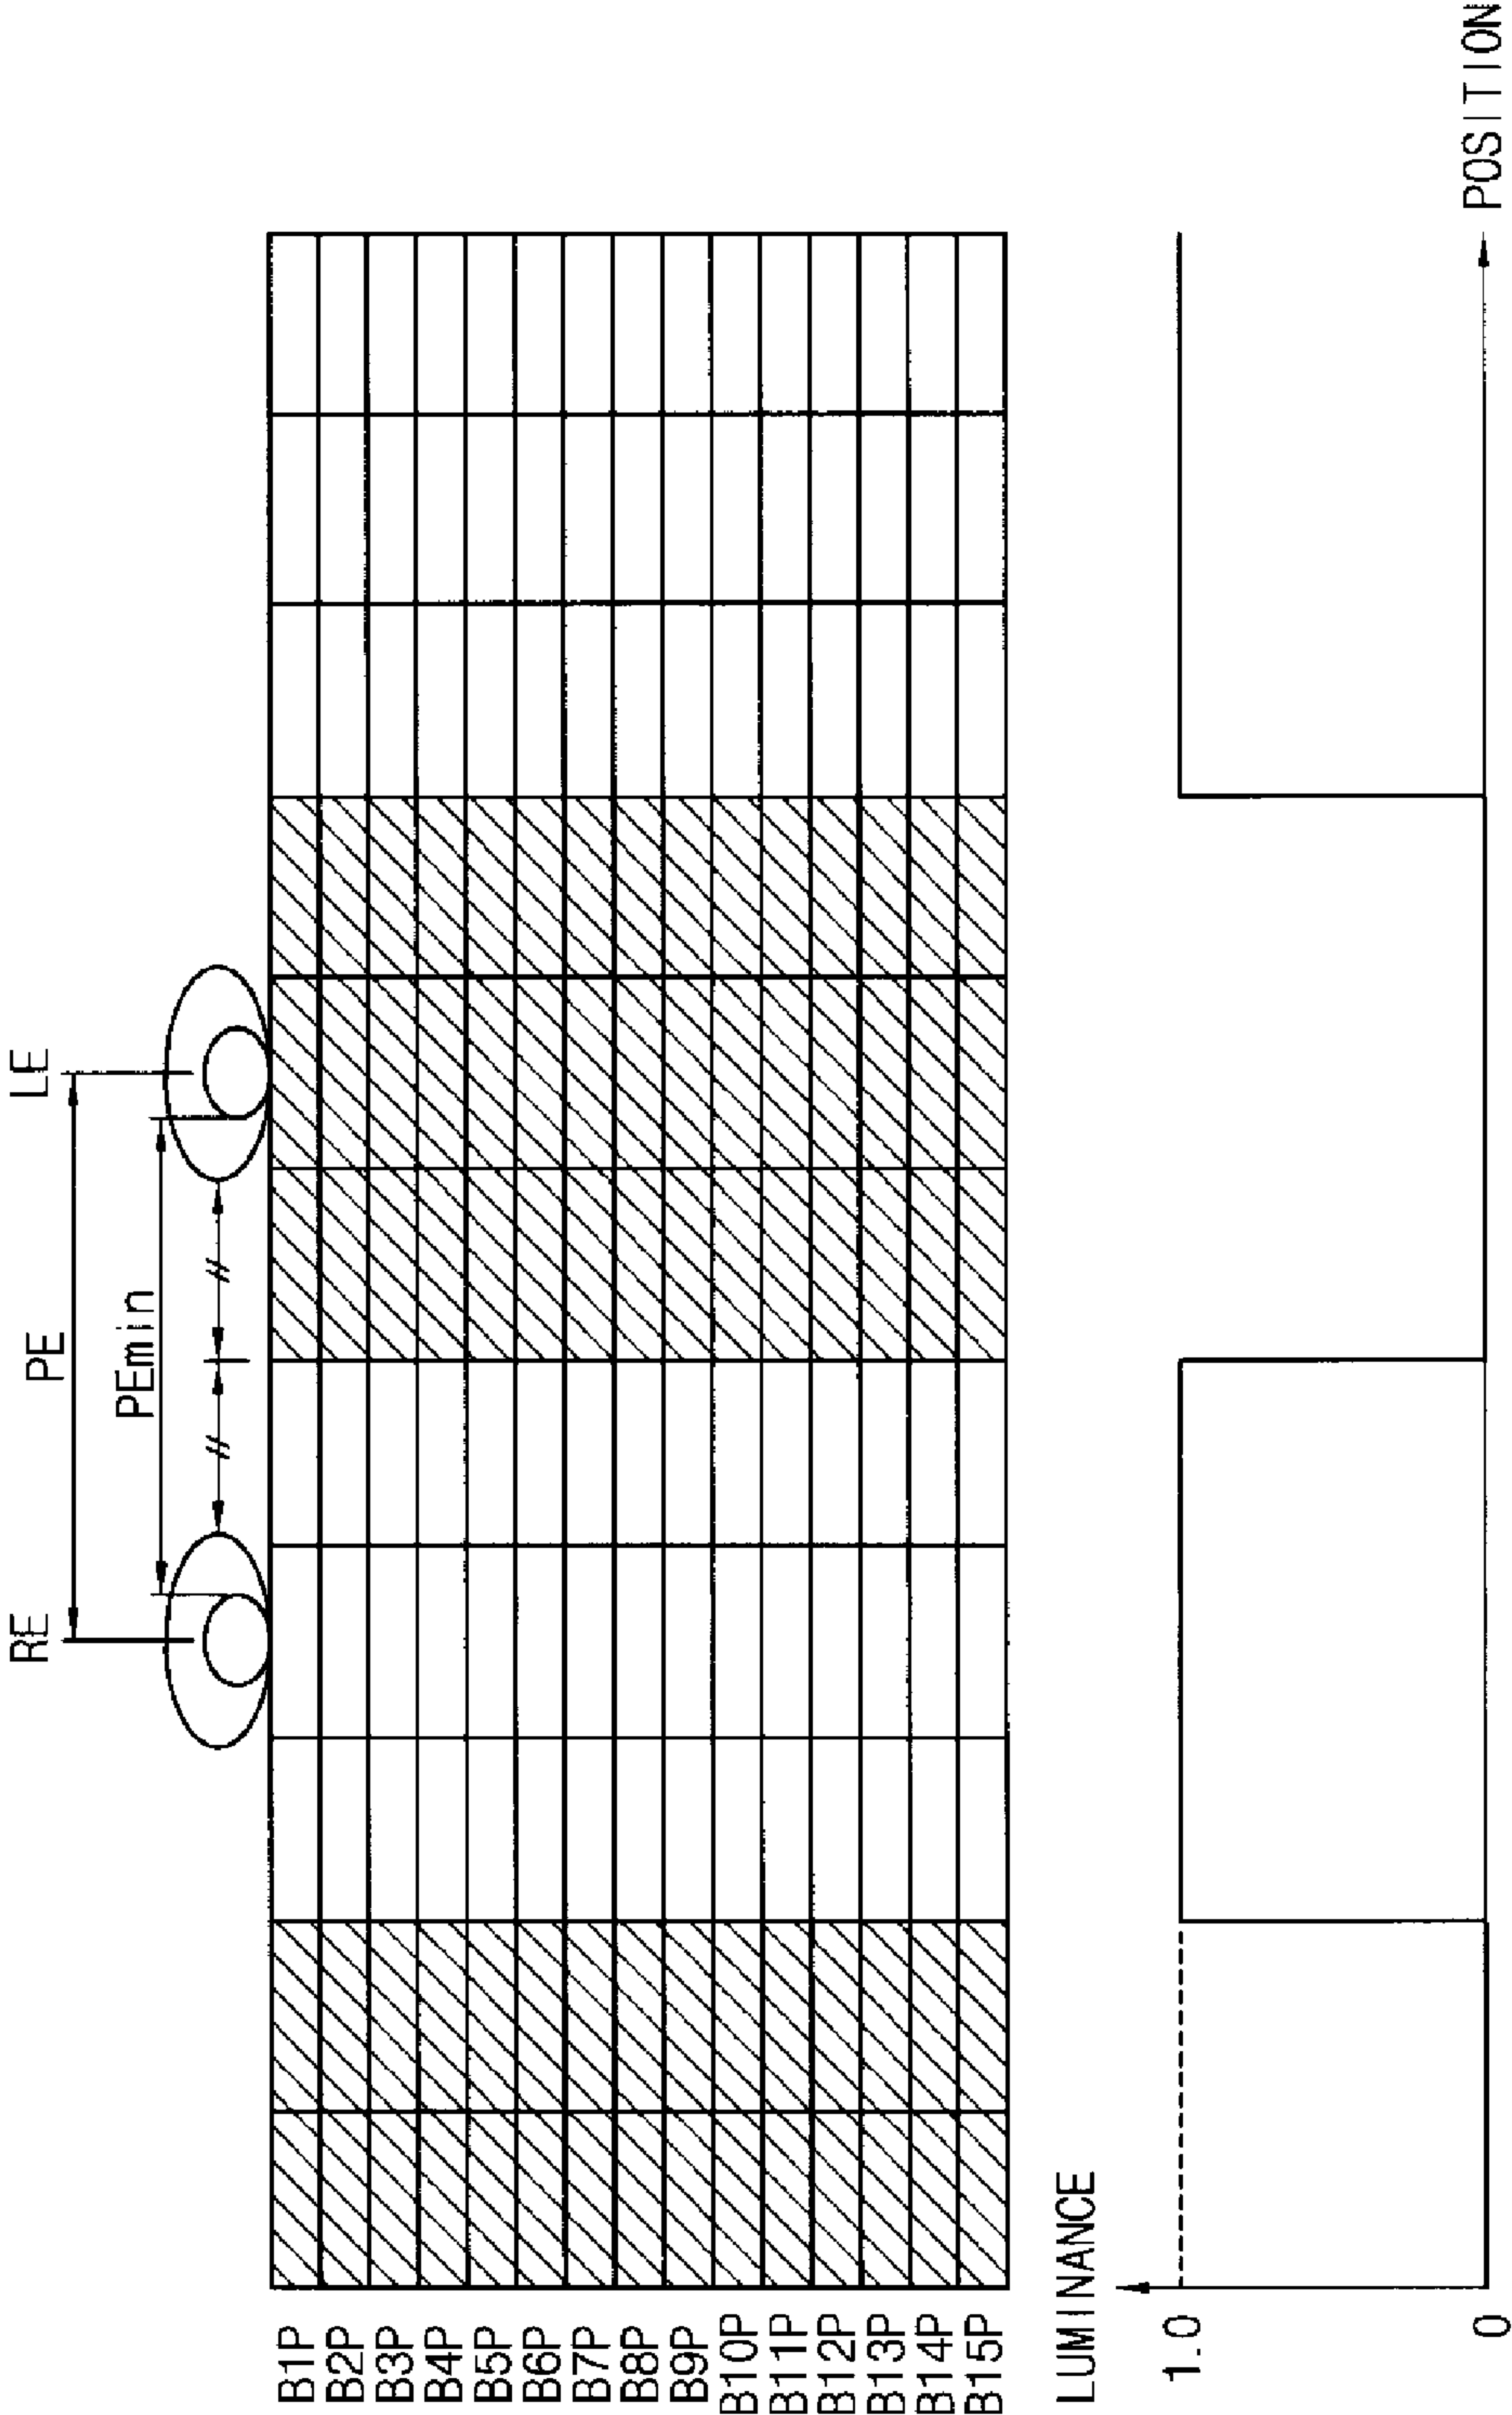 RE
LE
PE
PEmin
B1P
B2P
B3P
B4P
B5P
B6P
B7P
B8P
B9P
B10P
B11P
B12P
B13P
B14P
B15P
LUMINANCE
1.0
0
POSITION